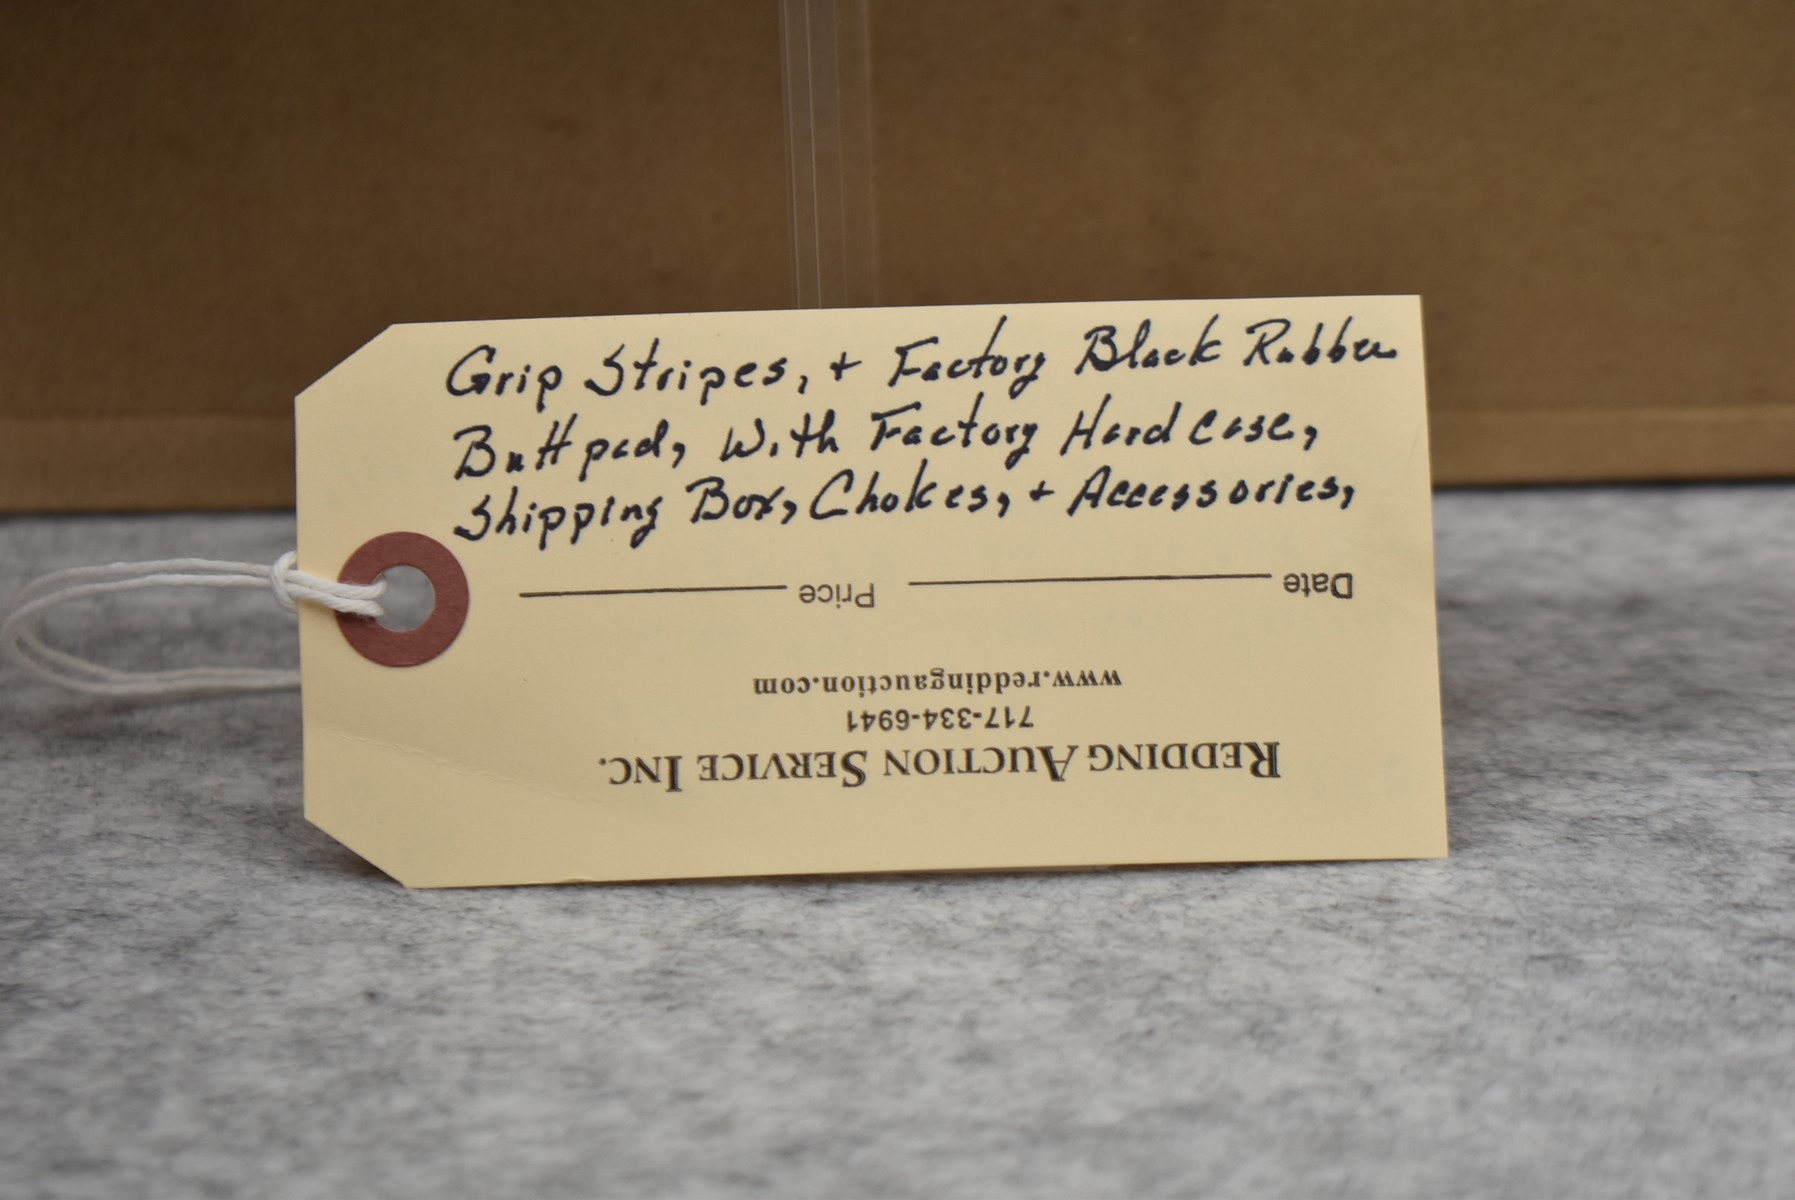 Grip Stripes, + Factory Black Rubber
Buttpad, With Factory Hard Case,
Shipping Box, Chokes, + Accessories,
Date Price
www.reddingauction.com
717-334-6941
REDDING AUCTION SERVICE INC.